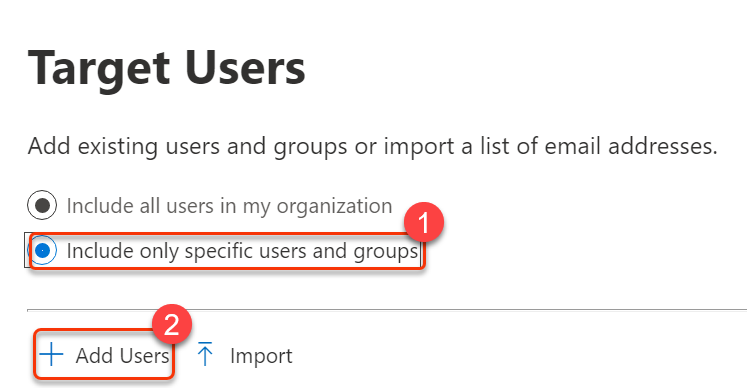 Target Users
Add existing users and groups or import a list of email addresses.
Include all users in my organization
1
Include only specific users and groups
2
Add Users Import